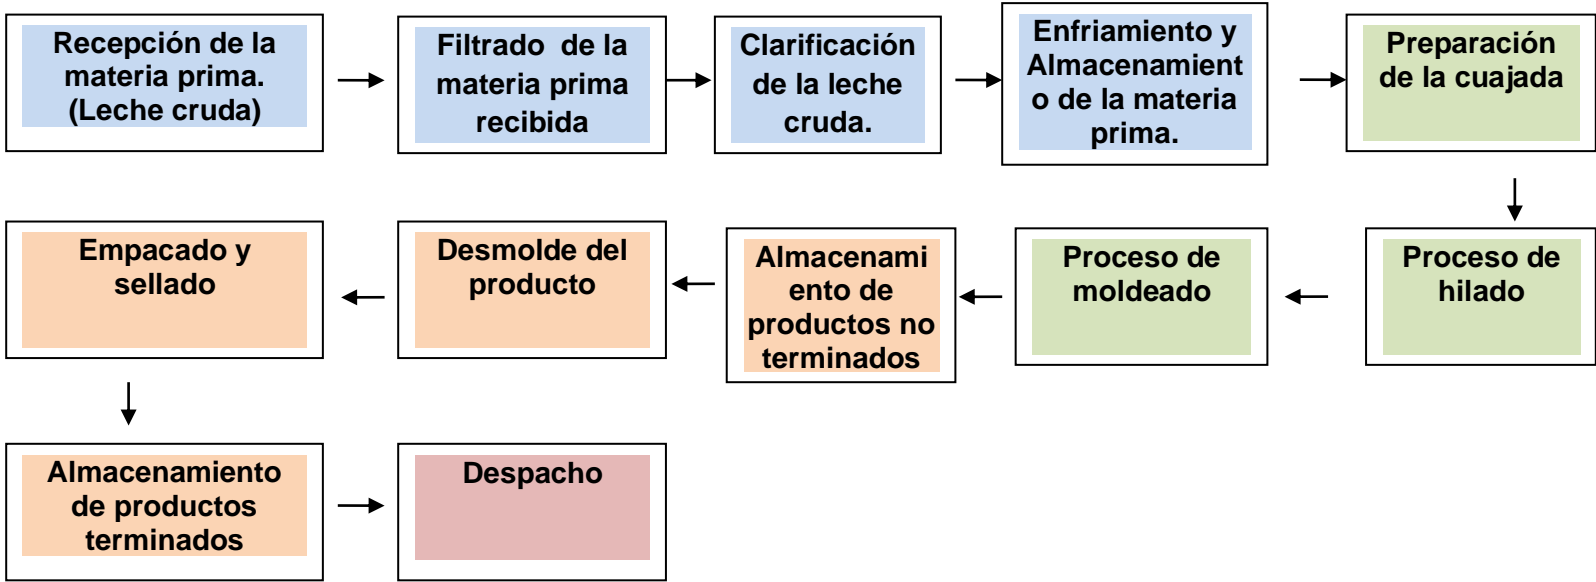 Recepción de la
materia prima.
(Leche cruda)
Filtrado de la
materia prima
recibida
Clarificación
de la leche
cruda.
Enfriamiento y
Almacenamient
o de la materia
prima.
Preparación
de la cuajada
Proceso de
hilado
Proceso de
moldeado
Almacenami
ento de
productos no
terminados
Desmolde del
producto
Empacado y
sellado
Almacenamiento
de productos
terminados
Despacho